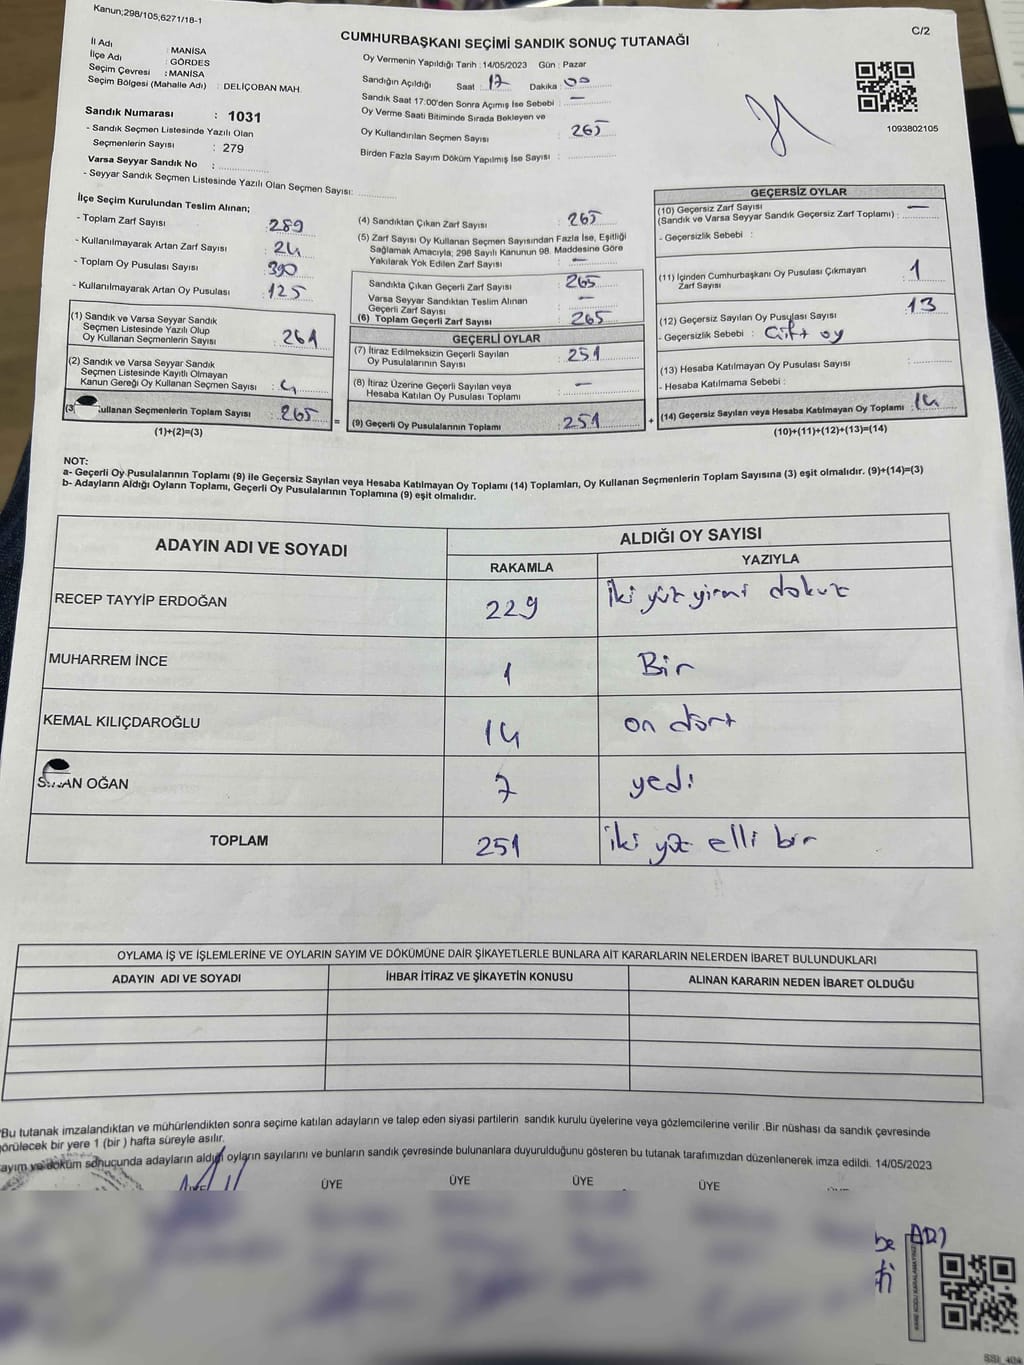 Kanun;298/105,6271/18-1
C/2
CUMHURBAŞKANI SEÇİMİ SANDIK SONUÇ TUTANAĞI
İl Adı : MANİSA
İlçe Adı : GÖRDES
Seçim Çevresi : MANİSA
Seçim Bölgesi (Mahalle Adı) : DELİÇOBAN MAH.
Sandık Numarası : 1031
- Sandık Seçmen Listesinde Yazılı Olan
Seçmenlerin Sayısı : 279
Varsa Seyyar Sandık No :
- Seyyar Sandık Seçmen Listesinde Yazılı Olan Seçmen Sayısı:
Oy Vermenin Yapıldığı Tarih :14/05/2023 Gün : Pazar
Sandığın Açıldığı Saat : 17 Dakika : 00
Sandık Saat 17:00'den Sonra Açımış İse Sebebi : —
Oy Verme Saati Bitiminde Sırada Bekleyen ve
Oy Kullandırılan Seçmen Sayısı : 265
Birden Fazla Sayım Döküm Yapılmış İse Sayısı :
1093802105
İlçe Seçim Kurulundan Teslim Alınan;
- Toplam Zarf Sayısı : 289
- Kullanılmayarak Artan Zarf Sayısı : 24
- Toplam Oy Pusulası Sayısı : 390
- Kullanılmayarak Artan Oy Pusulası : 125
(1) Sandık ve Varsa Seyyar Sandık
Seçmen Listesinde Yazılı Olup
Oy Kullanan Seçmenlerin Sayısı : 261
(2) Sandık ve Varsa Seyyar Sandık
Seçmen Listesinde Kayıtlı Olmayan
Kanun Gereği Oy Kullanan Seçmen Sayısı : 4
(3 ullanan Seçmenlerin Toplam Sayısı : 265 =
(1)+(2)=(3)
(4) Sandıktan Çıkan Zarf Sayısı : 265
(5) Zarf Sayısı Oy Kullanan Seçmen Sayısından Fazla İse, Eşitliği
Sağlamak Amacıyla; 298 Sayılı Kanunun 98. Maddesine Göre
Yakılarak Yok Edilen Zarf Sayısı : —
Sandıkta Çıkan Geçerli Zarf Sayısı : 265
Varsa Seyyar Sandıktan Teslim Alınan
Geçerli Zarf Sayısı : —
(6) Toplam Geçerli Zarf Sayısı : 265
GEÇERLİ OYLAR
(7) İtiraz Edilmeksizin Geçerli Sayılan
Oy Pusulalarının Sayısı : 251
(8) İtiraz Üzerine Geçerli Sayılan veya
Hesaba Katılan Oy Pusulası Toplamı : —
(9) Geçerli Oy Pusulalarının Toplamı : 251 +
GEÇERSİZ OYLAR
(10) Geçersiz Zarf Sayısı —
(Sandık ve Varsa Seyyar Sandık Geçersiz Zarf Toplamı) :
- Geçersizlik Sebebi :
(11) İçinden Cumhurbaşkanı Oy Pusulası Çıkmayan
Zarf Sayısı : 1
(12) Geçersiz Sayılan Oy Pusulası Sayısı : 13
- Geçersizlik Sebebi : Çift oy
(13) Hesaba Katılmayan Oy Pusulası Sayısı :
- Hesaba Katılmama Sebebi :
(14) Geçersiz Sayılan veya Hesaba Katılmayan Oy Toplamı : 14
(10)+(11)+(12)+(13)=(14)
NOT:
a- Geçerli Oy Pusulalarının Toplamı (9) ile Geçersiz Sayılan veya Hesaba Katılmayan Oy Toplamı (14) Toplamları, Oy Kullanan Seçmenlerin Toplam Sayısına (3) eşit olmalıdır. (9)+(14)=(3)
b- Adayların Aldığı Oyların Toplamı, Geçerli Oy Pusulalarının Toplamına (9) eşit olmalıdır.
ADAYIN ADI VE SOYADI
ALDIĞI OY SAYISI
RAKAMLA YAZIYLA
RECEP TAYYİP ERDOĞAN 229 İki yüz yirmi dokuz
MUHARREM İNCE 1 Bir
KEMAL KILIÇDAROĞLU 14 on dört
OĞAN 7 yedi
TOPLAM 251 iki yüz elli bir
OYLAMA İŞ VE İŞLEMLERİNE VE OYLARIN SAYIM VE DÖKÜMÜNE DAİR ŞİKAYETLERLE BUNLARA AİT KARARLARIN NELERDEN İBARET BULUNDUKLARI
ADAYIN ADI VE SOYADI İHBAR İTİRAZ VE ŞİKAYETİN KONUSU ALINAN KARARIN NEDEN İBARET OLDUĞU
Bu tutanak imzalandıktan ve mühürlendikten sonra seçime katılan adayların ve talep eden siyasi partilerin sandık kurulu üyelerine veya gözlemcilerine verilir .Bir nüshası da sandık çevresinde
görülecek bir yere 1 (bir ) hafta süreyle asılır.
ayım ve döküm sonucunda adayların aldığı oyların sayılarını ve bunların sandık çevresinde bulunanlara duyurulduğunu gösteren bu tutanak tarafımızdan düzenlenerek imza edildi. 14/05/2023
ÜYE ÜYE ÜYE ÜYE